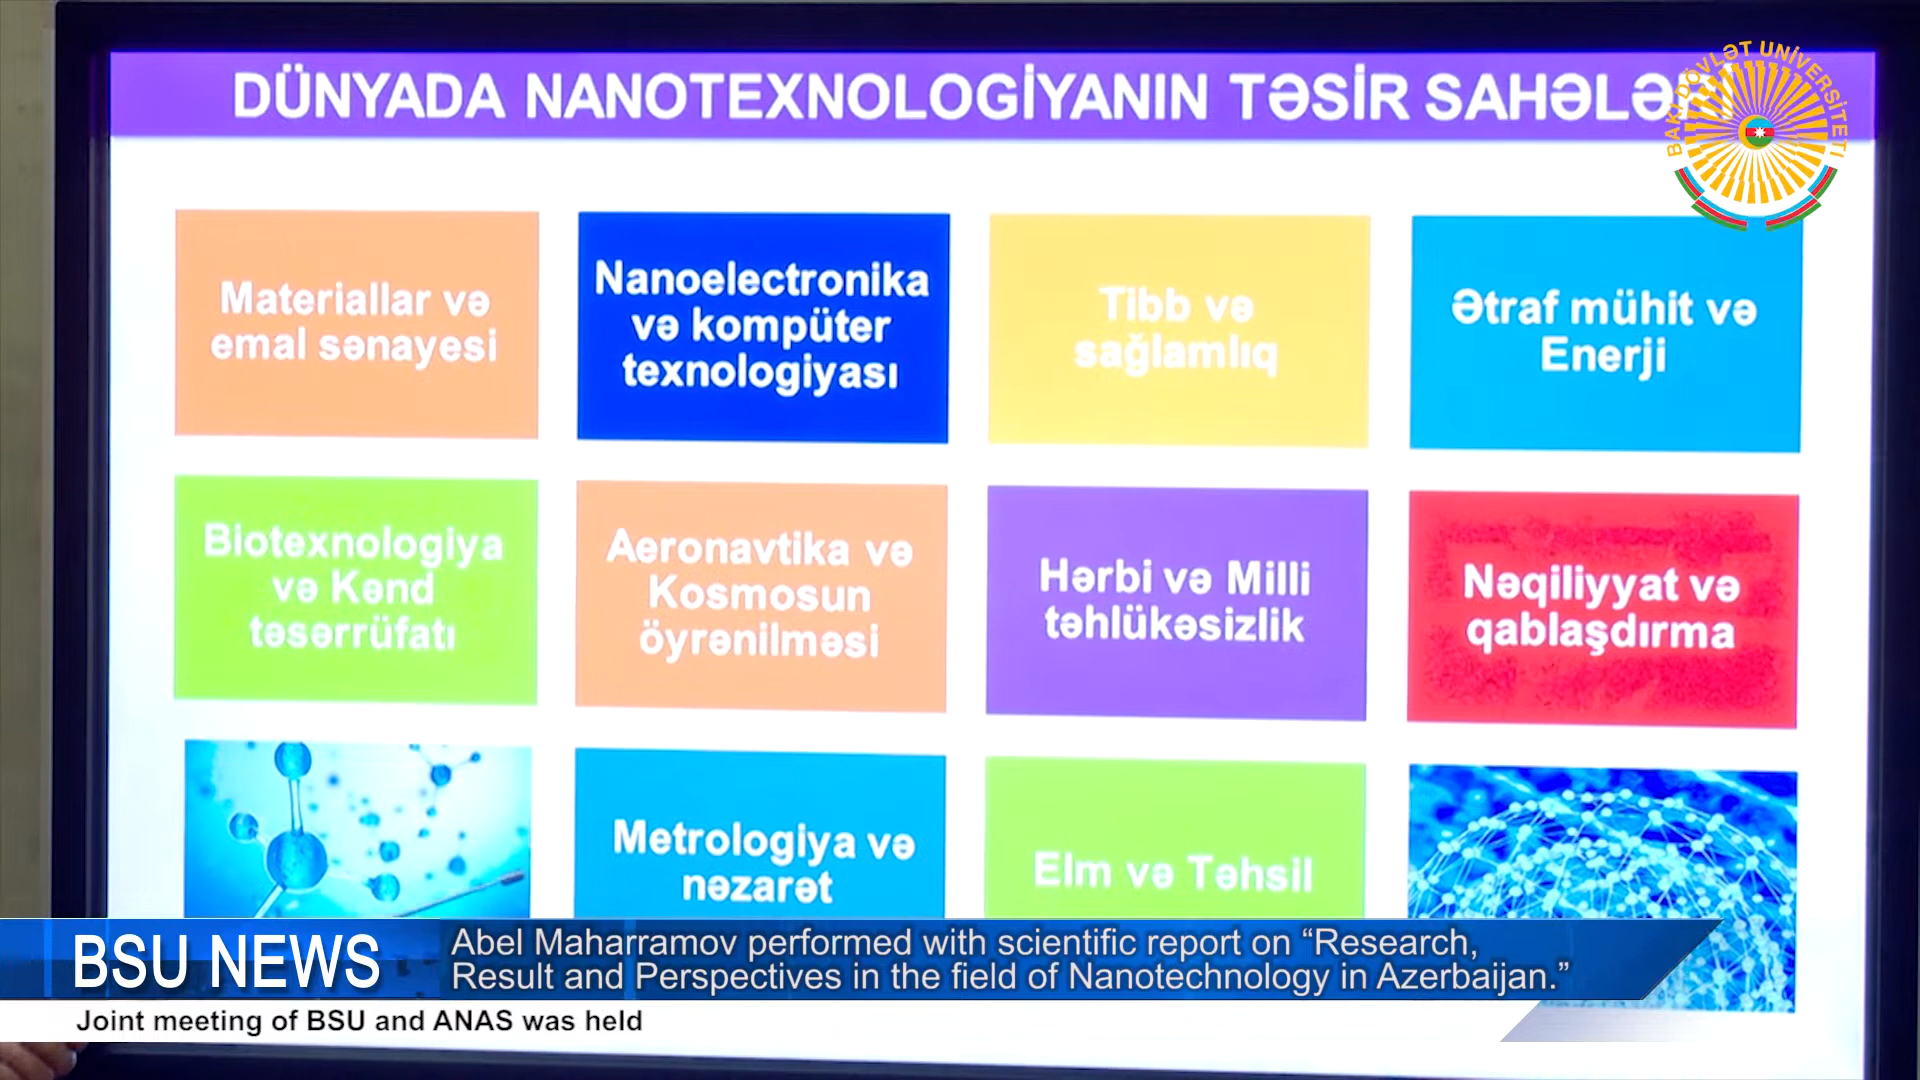 DÜNYADA NANOTEXNOLOGİYANIN TƏSİR
BAKI DÖVLƏT UNİVERSİTETİ
Materiallar və
emal sənayesi
Nanoelectronika
və kompüter
texnologiyası
Tibb və
sağlamlıq
Ətraf mühit və
Enerji
Biotexnologiya
və Kənd
təsərrüfatı
Aeronavtika və
Kosmosun
öyrənilməsi
Hərbi və Milli
təhlükəsizlik
Nəqiliyyat və
qablaşdırma
Metrologiya və
nəzarət
Elm və Təhsil
BSU NEWS
Abel Maharramov performed with scientific report on “Research,
Result and Perspectives in the field of Nanotechnology in Azerbaijan.”
Joint meeting of BSU and ANAS was held